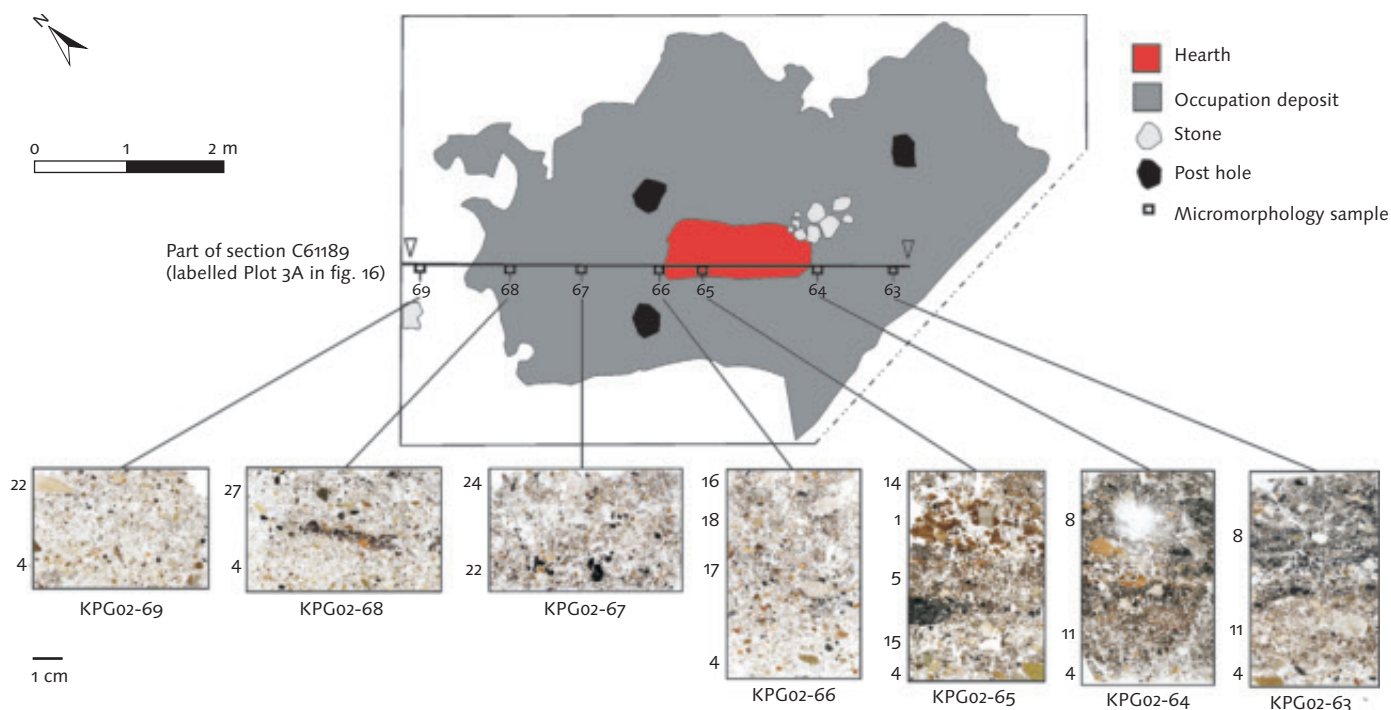 N
0 1 2 m
Hearth
Occupation deposit
Stone
Post hole
Micromorphology sample
Part of section C61189
(labelled Plot 3A in fig. 16)
69 68 67 66 65 64 63
22
4
KPG02-69
27
4
KPG02-68
24
22
KPG02-67
16
18
17
4
KPG02-66
14
1
5
15
4
KPG02-65
8
11
4
KPG02-64
8
11
4
KPG02-63
1 cm